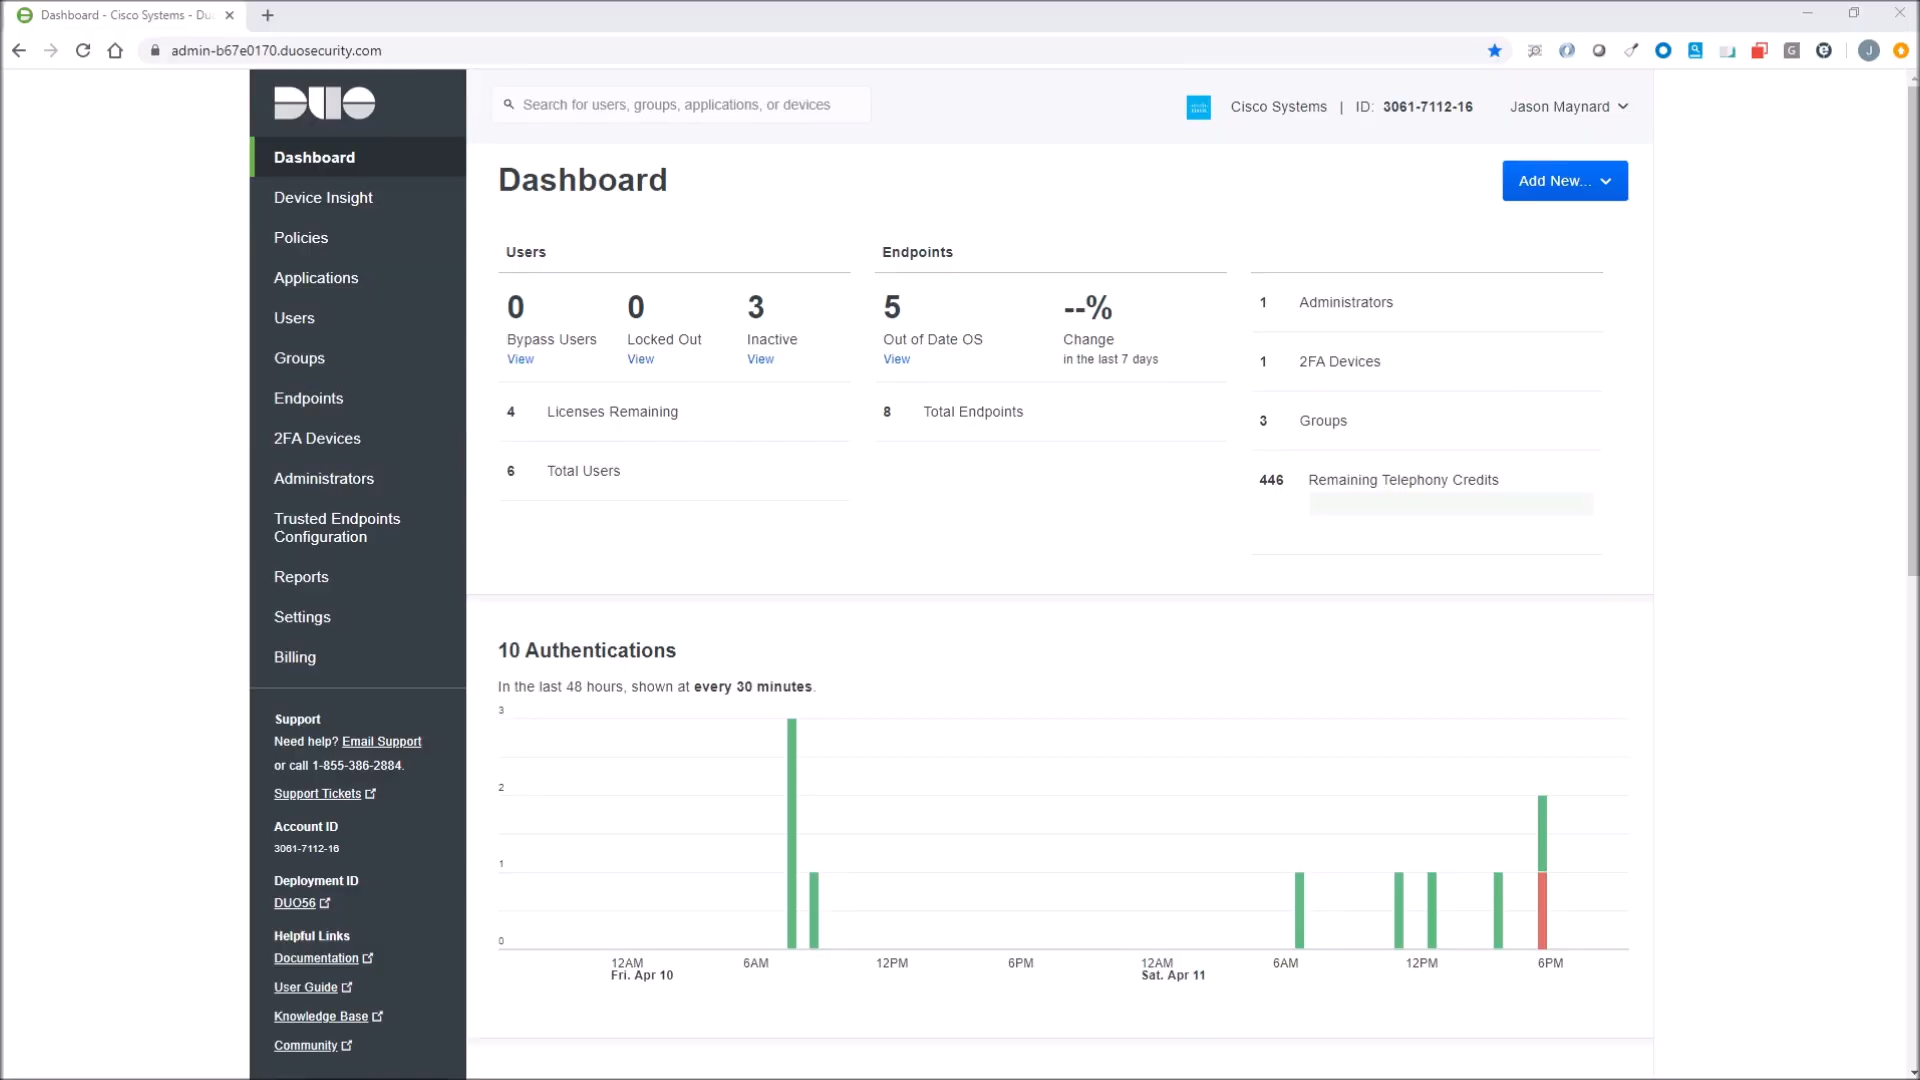 Dashboard - Cisco Systems - Du
admin-b67e0170.duosecurity.com
J
DUO
Search for users, groups, applications, or devices
Cisco Systems | ID: 3061-7112-16
Jason Maynard
Dashboard
Device Insight
Policies
Applications
Users
Groups
Endpoints
2FA Devices
Administrators
Trusted Endpoints
Configuration
Reports
Settings
Billing
Support
Need help? Email Support
or call 1-855-386-2884.
Support Tickets
Account ID
3061-7112-16
Deployment ID
DUO56
Helpful Links
Documentation
User Guide
Knowledge Base
Community
Dashboard
Add New...
Users
0
Bypass Users
View
0
Locked Out
View
3
Inactive
View
4 Licenses Remaining
6 Total Users
Endpoints
5
Out of Date OS
View
--%
Change
in the last 7 days
8 Total Endpoints
1 Administrators
1 2FA Devices
3 Groups
446 Remaining Telephony Credits
10 Authentications
In the last 48 hours, shown at every 30 minutes.
3
2
1
0
12AM 6AM 12PM 6PM 12AM 6AM 12PM 6PM
Fri. Apr 10 Sat. Apr 11